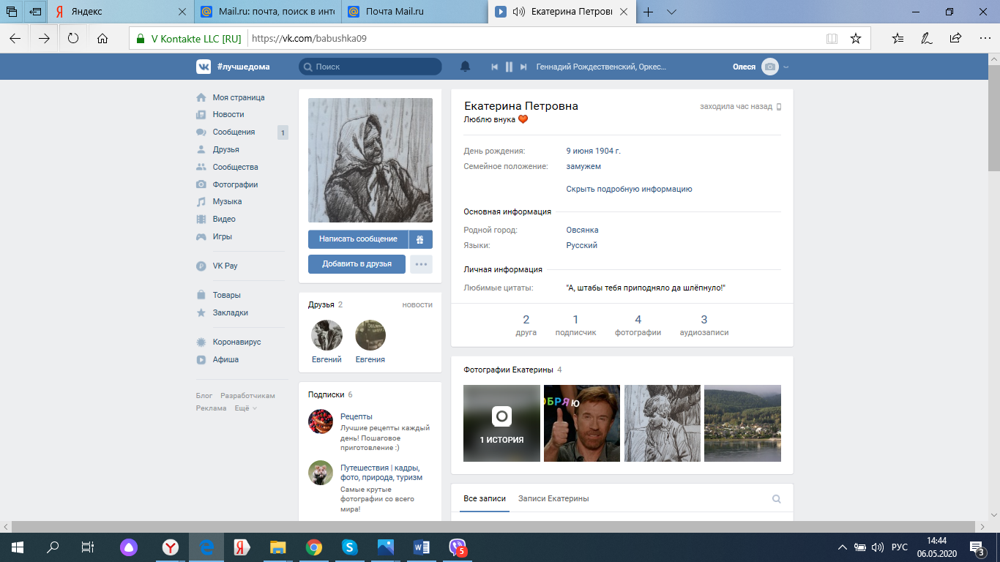 Яндекс
Mail.ru: почта, поиск в инте
Почта Mail.ru
Екатерина Петровн
V Kontakte LLC [RU]
https://vk.com/babushka09
#лучшедома
Поиск
Геннадий Рождественский, Оркес...
Олеся
Моя страница
Новости
Сообщения
1
Друзья
Сообщества
Фотографии
Музыка
Видео
Игры
VK Pay
Товары
Закладки
Коронавирус
Афиша
Блог Разработчикам
Реклама Ещё
Написать сообщение
Добавить в друзья
Друзья 2
новости
Евгений
Евгения
Подписки 6
Рецепты
Лучшие рецепты каждый
день! Пошаговое
приготовление :)
Путешествия | кадры,
фото, природа, туризм
Самые крутые
фотографии со всего
мира!
Екатерина Петровна
заходила час назад
Люблю внука
День рождения: 9 июня 1904 г.
Семейное положение: замужем
Скрыть подробную информацию
Основная информация
Родной город: Овсянка
Языки: Русский
Личная информация
Любимые цитаты: "А, штабы тебя приподняло да шлёпнуло!"
2 1 4 3
друга подписчик фотографии аудиозаписи
Фотографии Екатерины 4
1 ИСТОРИЯ
ОБРЯЮ
Все записи Записи Екатерины
5
РУС
14:44
06.05.2020
3